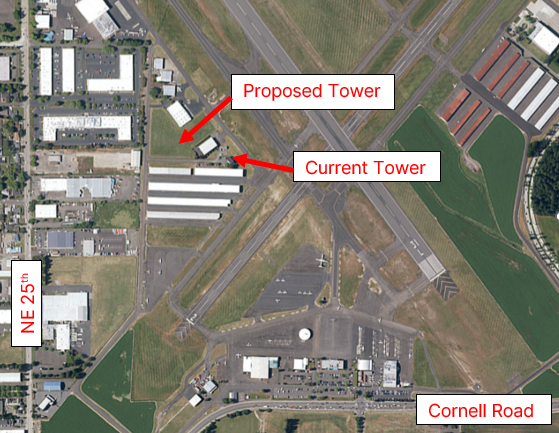 Proposed Tower
Current Tower
NE 25th
Cornell Road